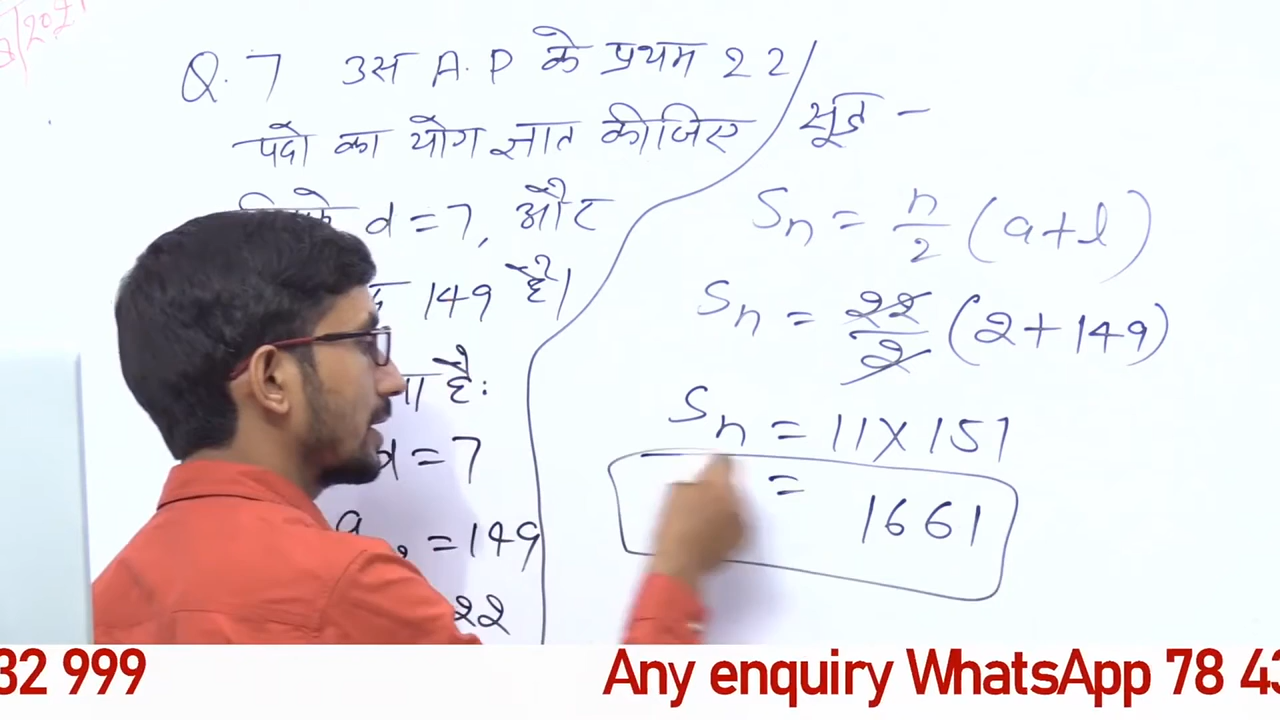 Q. 7 उस A.P के प्रथम 22
पदो का योग ज्ञात कीजिए
d = 7, और
149 है।
है:
d = 7
a = 149
22
सूत्र -
Sn = n/2 (a+l)
Sn = 22/2 (2+149)
Sn = 11 X 151
= 1661
32 999
Any enquiry WhatsApp 78 43